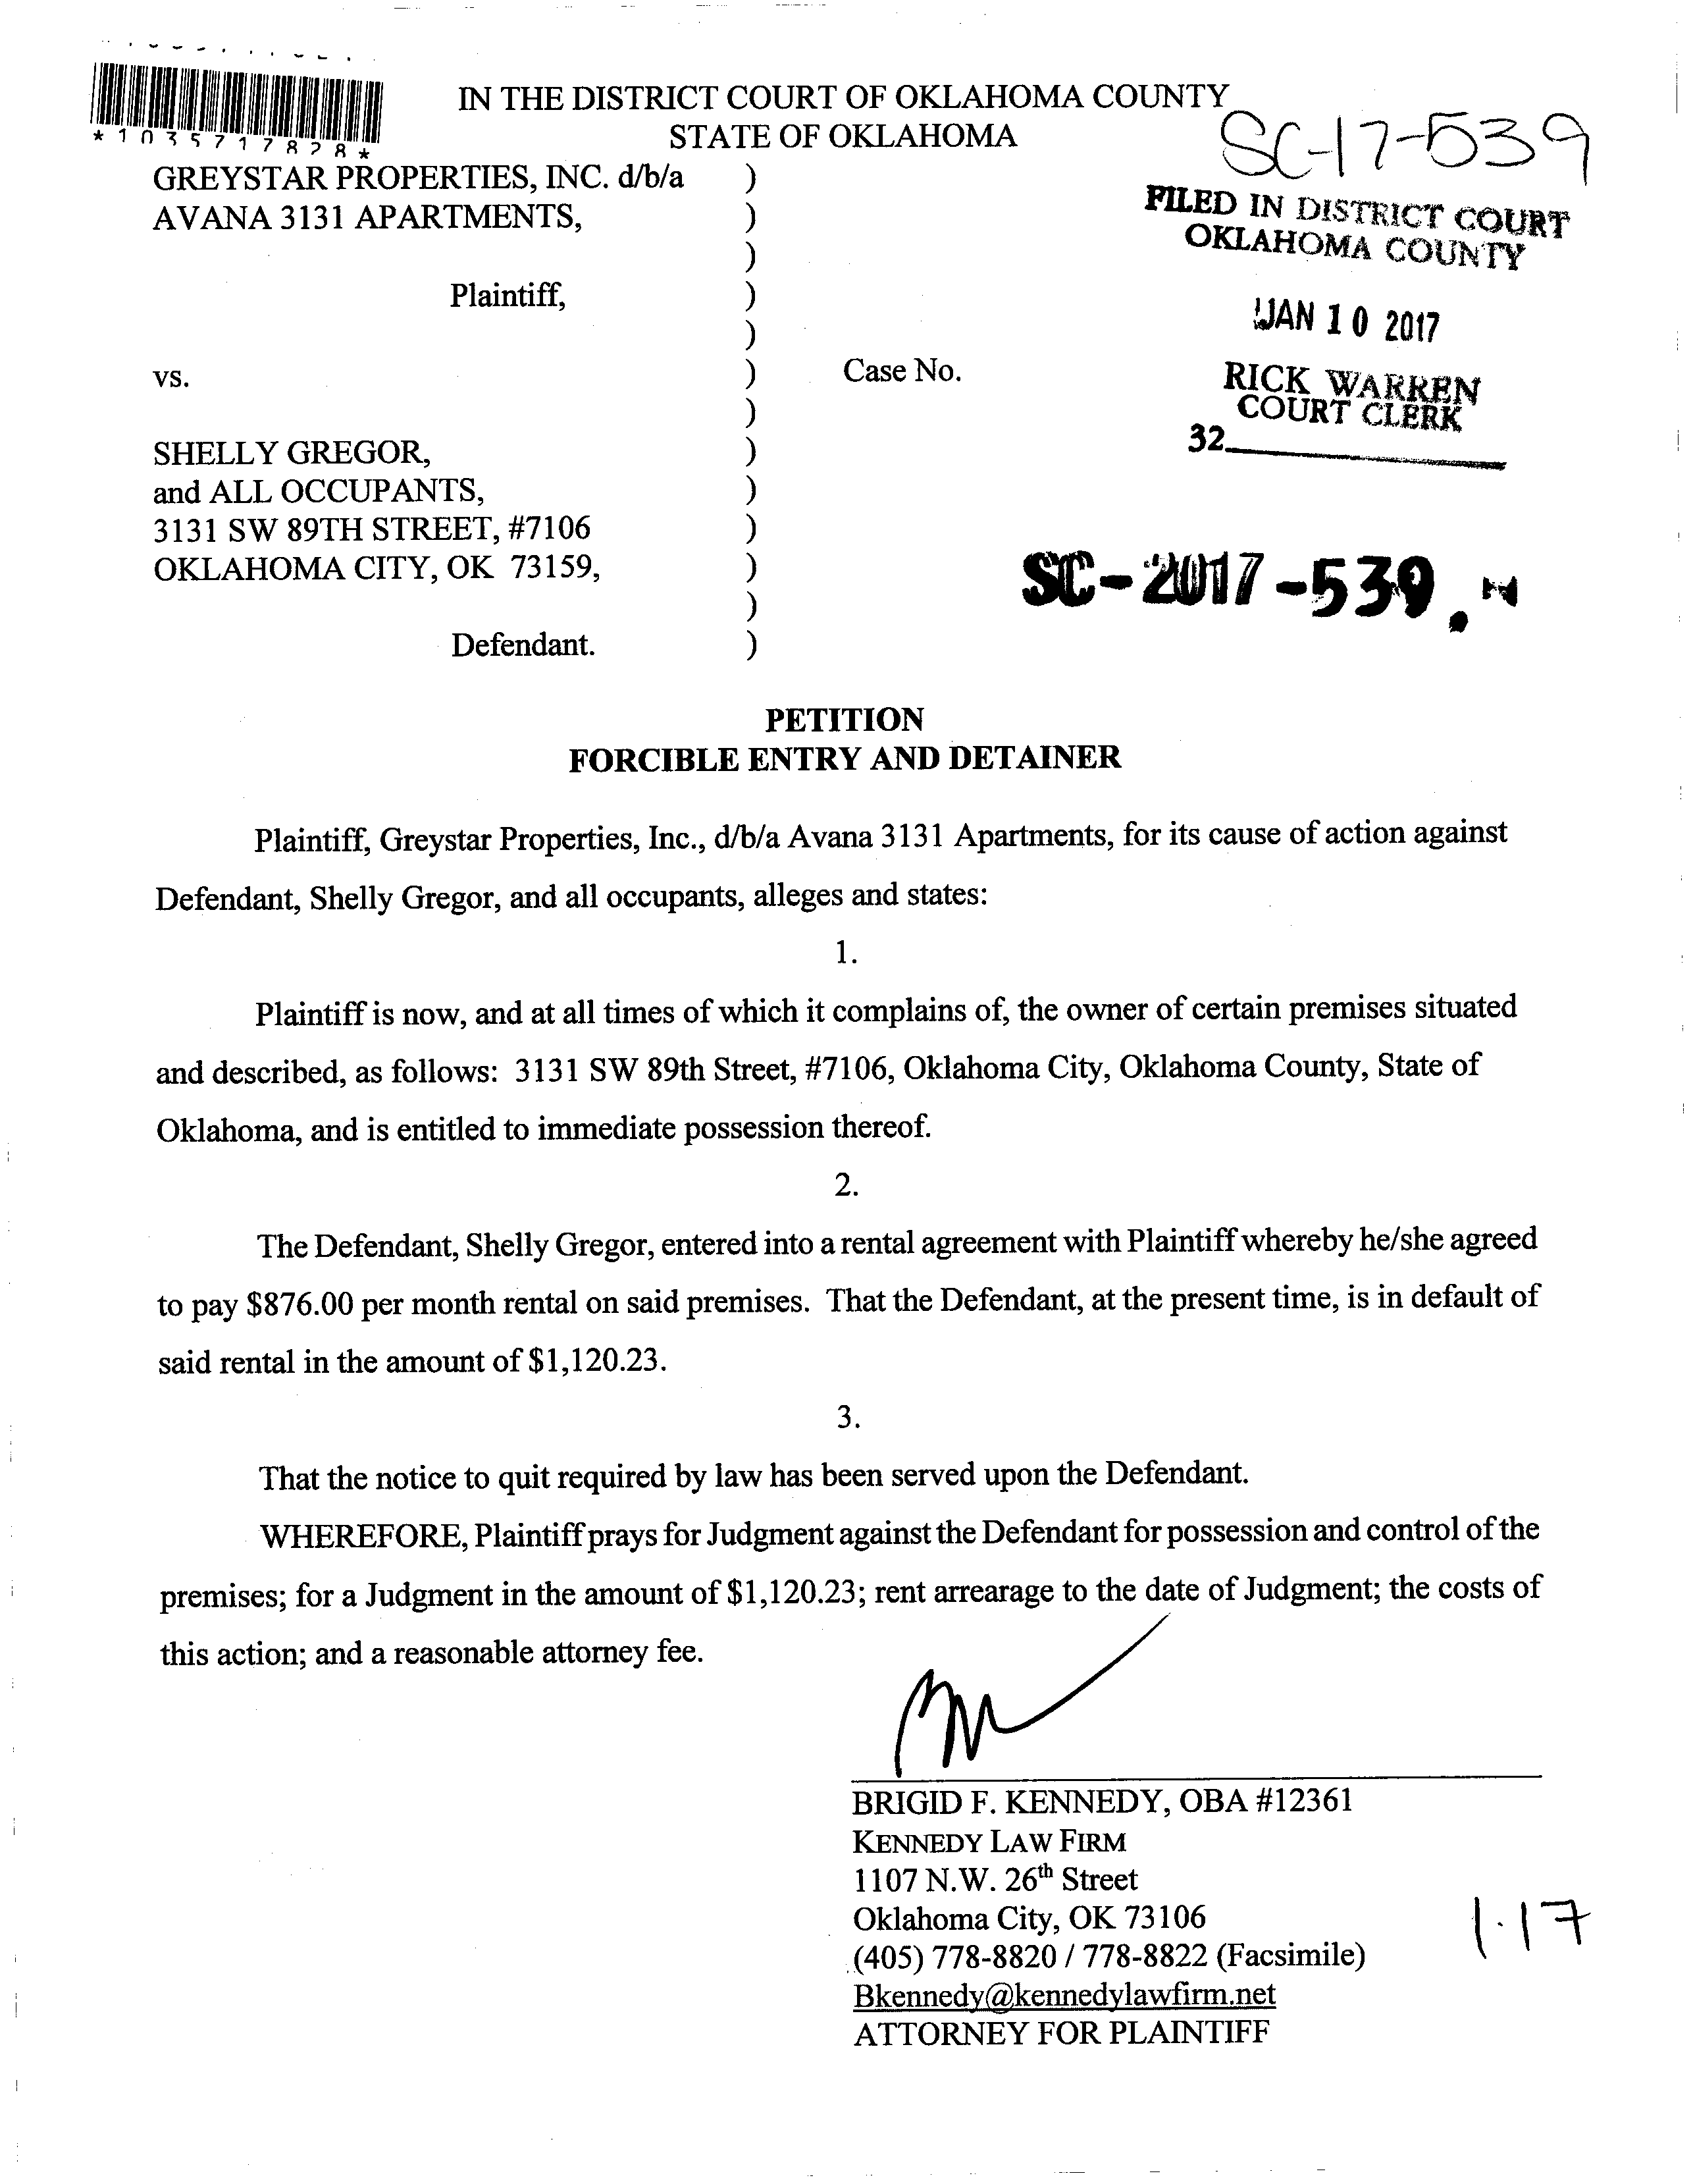 IN THE DISTRICT COURT OF OKLAHOMA COUNTY
STATE OF OKLAHOMA
SC-17-539
*1035717828*
GREYSTAR PROPERTIES, INC. d/b/a )
AVANA 3131 APARTMENTS, )
)
Plaintiff, )
)
vs. ) Case No.
)
SHELLY GREGOR, )
and ALL OCCUPANTS, )
3131 SW 89TH STREET, #7106 )
OKLAHOMA CITY, OK 73159, )
)
Defendant. )
FILED IN DISTRICT COURT
OKLAHOMA COUNTY
JAN 10 2017
RICK WARREN
COURT CLERK
32
SC-2017-539
PETITION
FORCIBLE ENTRY AND DETAINER
Plaintiff, Greystar Properties, Inc., d/b/a Avana 3131 Apartments, for its cause of action against
Defendant, Shelly Gregor, and all occupants, alleges and states:
1.
Plaintiff is now, and at all times of which it complains of, the owner of certain premises situated
and described, as follows: 3131 SW 89th Street, #7106, Oklahoma City, Oklahoma County, State of
Oklahoma, and is entitled to immediate possession thereof.
2.
The Defendant, Shelly Gregor, entered into a rental agreement with Plaintiff whereby he/she agreed
to pay $876.00 per month rental on said premises. That the Defendant, at the present time, is in default of
said rental in the amount of $1,120.23.
3.
That the notice to quit required by law has been served upon the Defendant.
WHEREFORE, Plaintiff prays for Judgment against the Defendant for possession and control of the
premises; for a Judgment in the amount of $1,120.23; rent arrearage to the date of Judgment; the costs of
this action; and a reasonable attorney fee.
BRIGID F. KENNEDY, OBA #12361
KENNEDY LAW FIRM
1107 N.W. 26th Street
Oklahoma City, OK 73106
(405) 778-8820 / 778-8822 (Facsimile)
Bkennedy@kennedylawfirm.net
ATTORNEY FOR PLAINTIFF
1.17